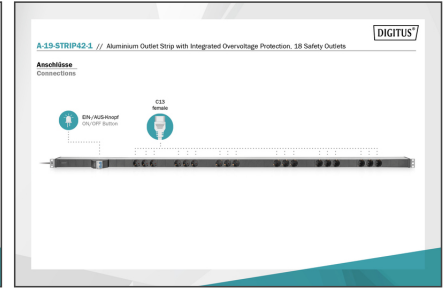 DIGITUS®
A-19-STRIP42-1 // Aluminium Outlet Strip with Integrated Overvoltage Protection, 18 Safety Outlets
Anschlüsse
Connections
C13
female
EIN-/AUS-Knopf
ON/OFF Button